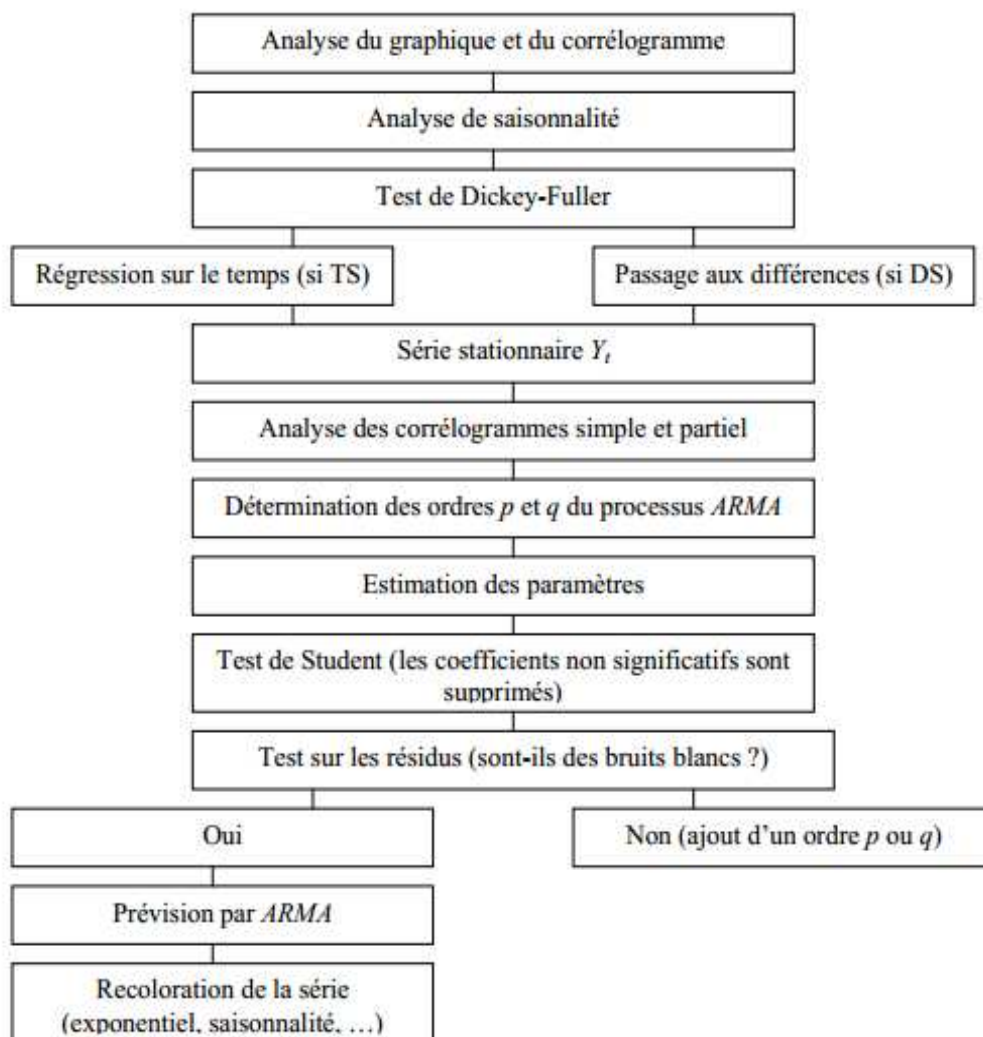 Analyse du graphique et du corrélogramme
Analyse de saisonnalité
Test de Dickey-Fuller
Régression sur le temps (si TS)
Passage aux différences (si DS)
Série stationnaire Yt
Analyse des corrélogrammes simple et partiel
Détermination des ordres p et q du processus ARMA
Estimation des paramètres
Test de Student (les coefficients non significatifs sont
supprimés)
Test sur les résidus (sont-ils des bruits blancs ?)
Oui
Non (ajout d’un ordre p ou q)
Prévision par ARMA
Recoloration de la série
(exponentiel, saisonnalité, …)